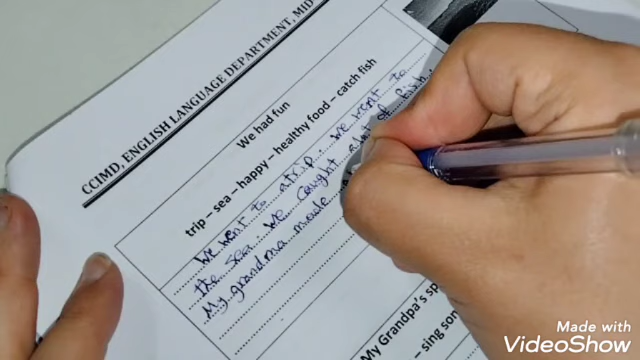 CCIMD, ENGLISH LANGUAGE DEPARTMENT, MID
We had fun
trip – sea – happy – healthy food – catch fish
We went to a trip. We went to
the sea. We caught a lot of fish.
My grandma made
My Grandpa's sp
– sing son
Made with
VideoShow